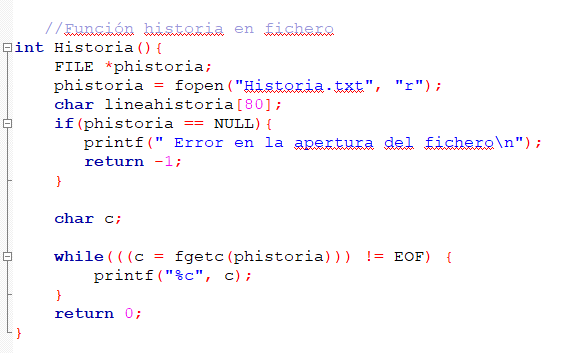 //Función historia en fichero
int Historia(){
FILE *phistoria;
phistoria = fopen("Historia.txt", "r");
char lineahistoria[80];
if(phistoria == NULL){
printf(" Error en la apertura del fichero\n");
return -1;
}
char c;
while(((c = fgetc(phistoria))) != EOF) {
printf("%c", c);
}
return 0;
}